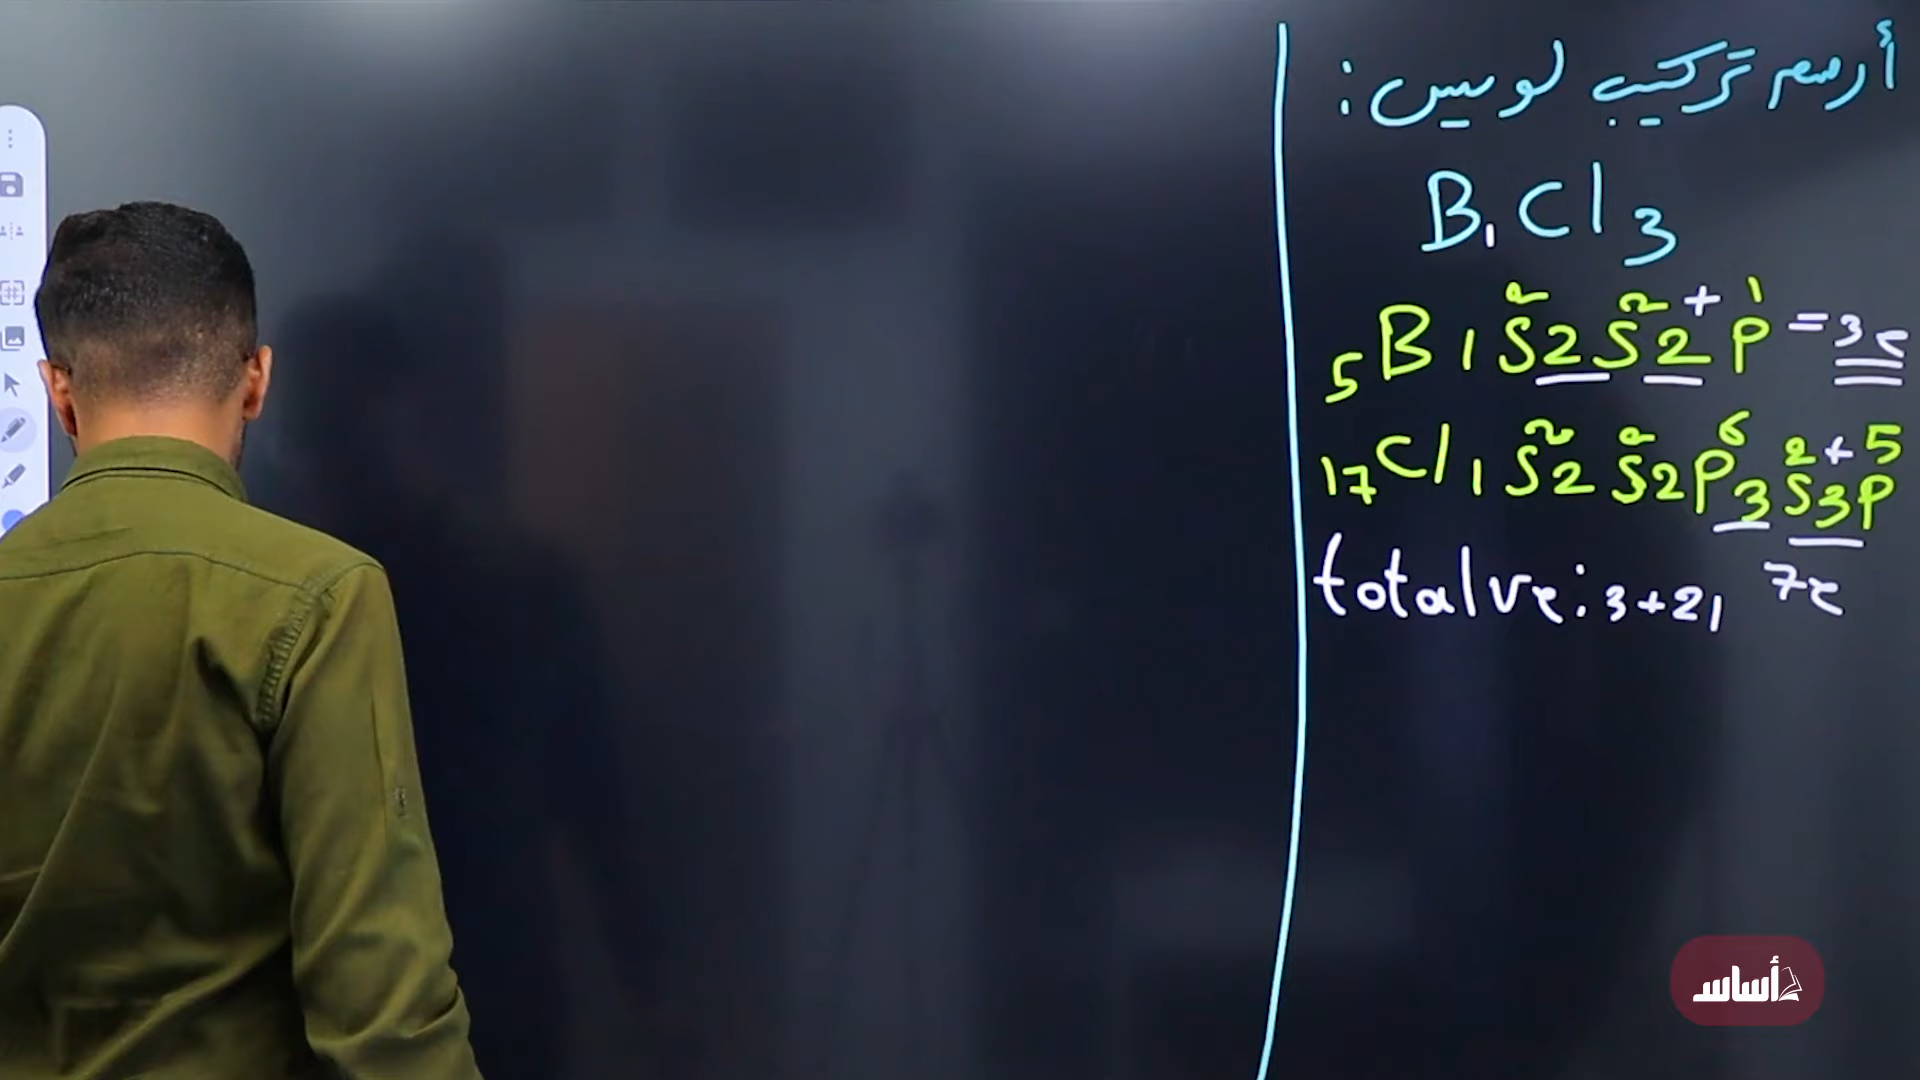 أرسم تركيب لويس :
B₁Cl₃
₅B 1s² 2s² 2p¹ = 3e
₁₇Cl 1s² 2s² 2p⁶ 3s² + 3p⁵
total ve: 3+21 7e
أساس